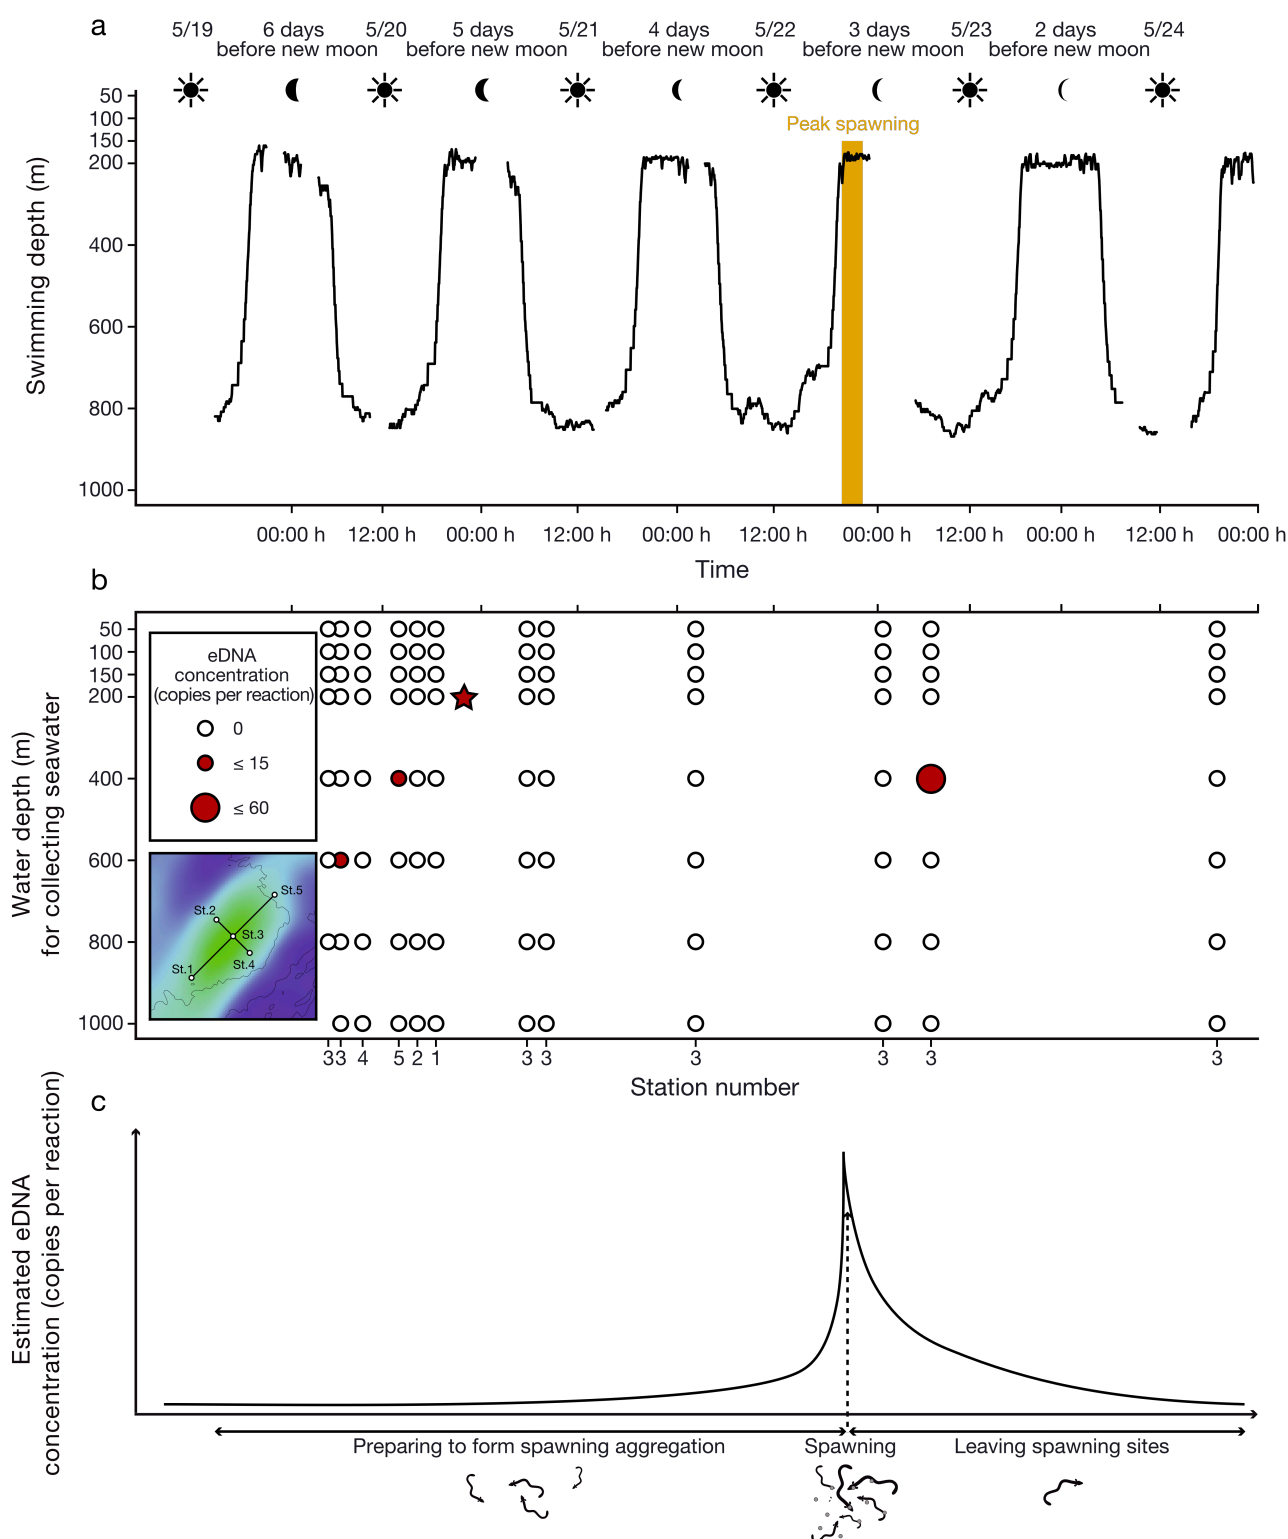 a
5/19
6 days
before new moon
5/20
5 days
before new moon
5/21
4 days
before new moon
5/22
3 days
before new moon
5/23
2 days
before new moon
5/24
Peak spawning
Swimming depth (m)
50
100
150
200
400
600
800
1000
00:00 h
12:00 h
00:00 h
12:00 h
00:00 h
12:00 h
00:00 h
12:00 h
00:00 h
12:00 h
00:00 h
Time
b
Water depth (m)
for collecting seawater
50
100
150
200
400
600
800
1000
eDNA
concentration
(copies per reaction)
0
≤ 15
≤ 60
St.5
St.2
St.3
St.4
St.1
3 3 4 5 2 1 3 3 3 3 3 3
Station number
c
Estimated eDNA
concentration (copies per reaction)
Preparing to form spawning aggregation
Spawning
Leaving spawning sites